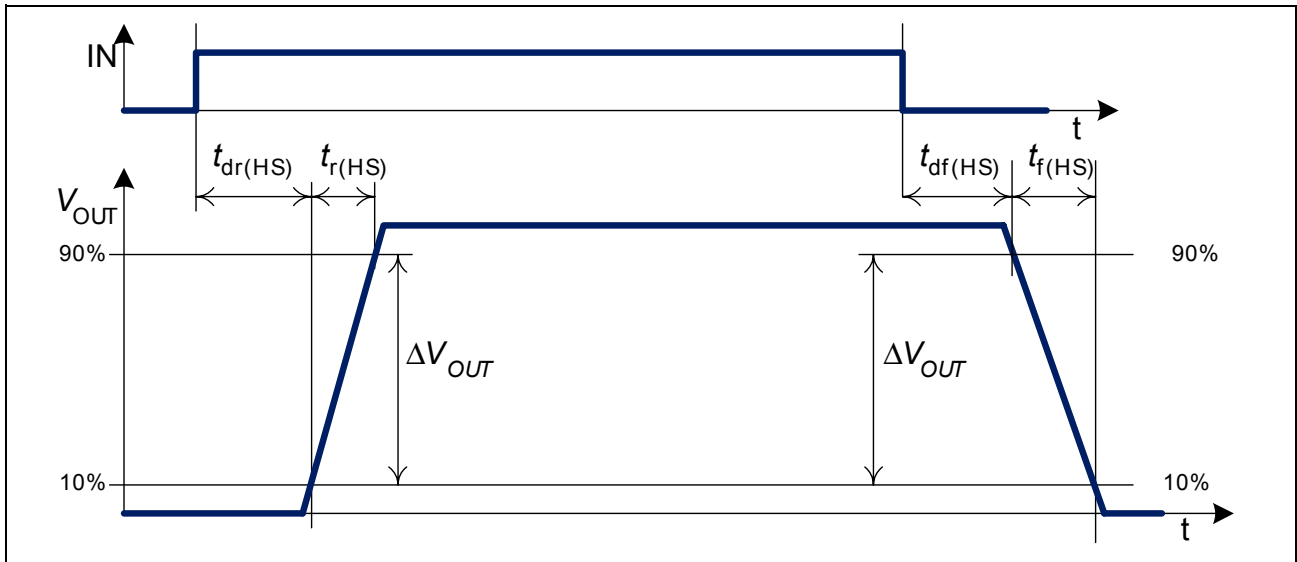 IN
t
tdr(HS) tr(HS) tdf(HS) tf(HS)
VOUT
90% 90%
ΔVOUT ΔVOUT
10% 10%
t